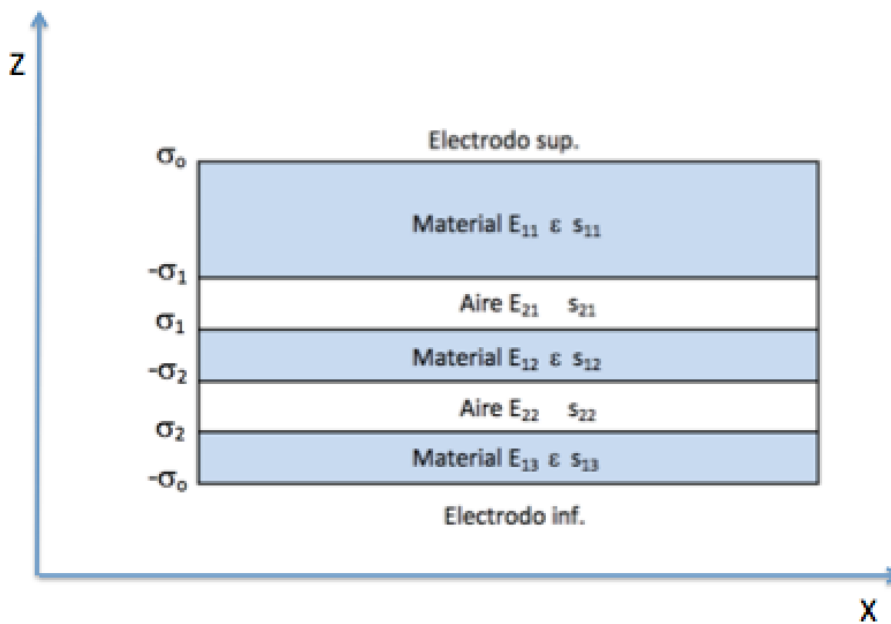 Z
Electrodo sup.
σₒ
Material E₁₁ ε s₁₁
-σ₁
Aire E₂₁ s₂₁
σ₁
Material E₁₂ ε s₁₂
-σ₂
Aire E₂₂ s₂₂
σ₂
Material E₁₃ ε s₁₃
-σₒ
Electrodo inf.
X